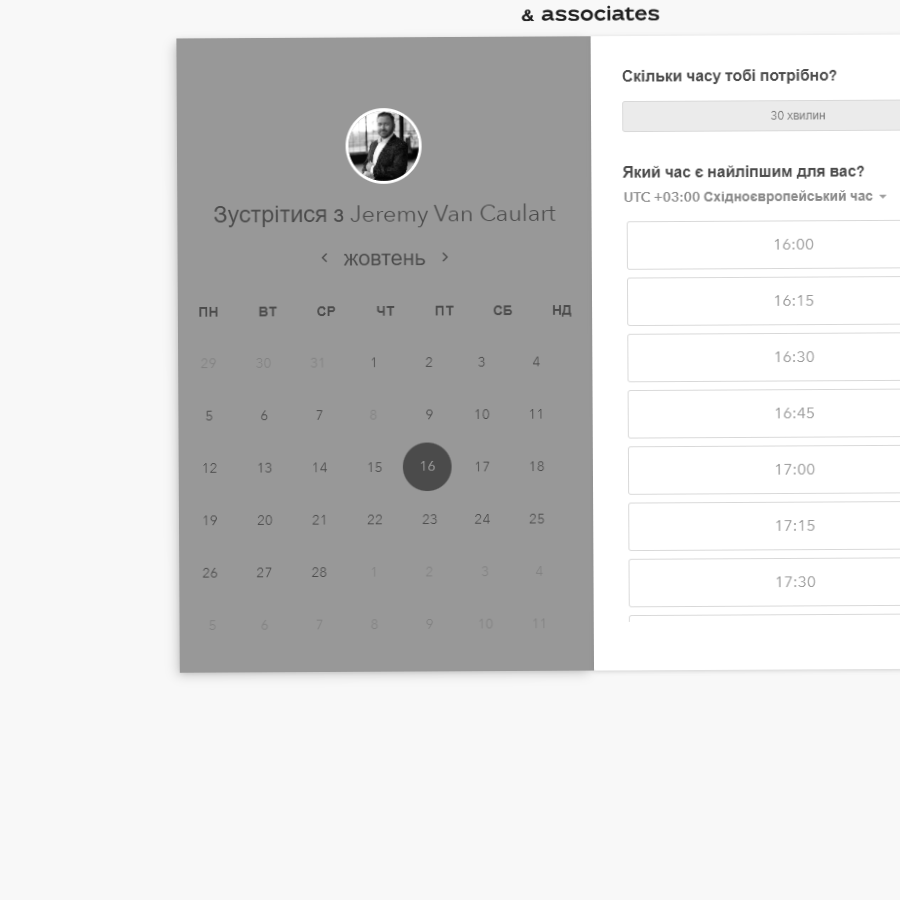 & associates
Зустрітися з Jeremy Van Caulart
жовтень
ПН ВТ СР ЧТ ПТ СБ НД
29 30 31 1 2 3 4
5 6 7 8 9 10 11
12 13 14 15 16 17 18
19 20 21 22 23 24 25
26 27 28 1 2 3 4
5 6 7 8 9 10 11
Скільки часу тобі потрібно?
30 хвилин
Який час є найліпшим для вас?
UTC +03:00 Східноєвропейський час
16:00
16:15
16:30
16:45
17:00
17:15
17:30